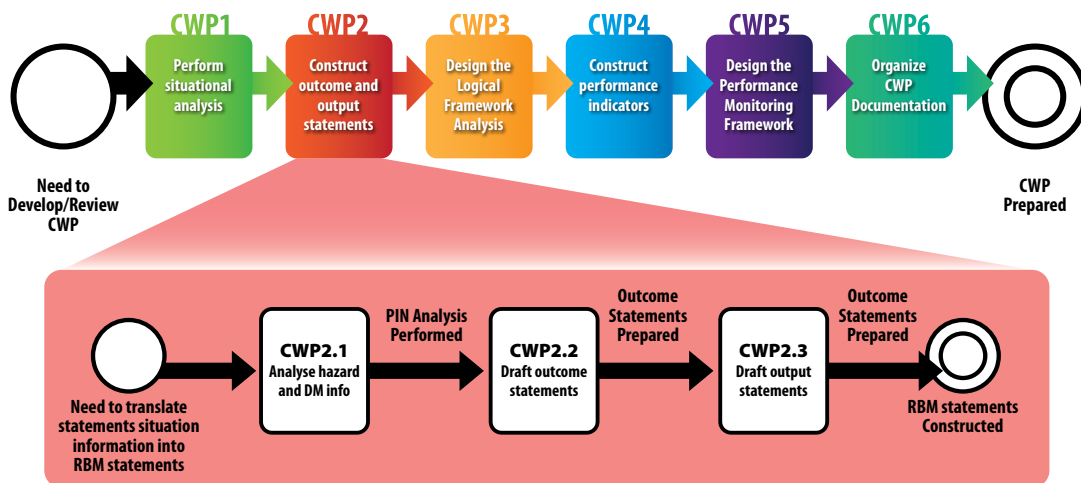 CWP1
CWP2
CWP3
CWP4
CWP5
CWP6
Perform
situational
analysis
Construct
outcome and
output
statements
Design the
Logical
Framework
Analysis
Construct
performance
indicators
Design the
Performance
Monitoring
Framework
Organize
CWP
Documentation
Need to
Develop/Review
CWP
CWP
Prepared
Need to translate
statements situation
information into
RBM statements
CWP2.1
Analyse hazard
and DM info
PIN Analysis
Performed
CWP2.2
Draft outcome
statements
Outcome
Statements
Prepared
CWP2.3
Draft output
statements
Outcome
Statements
Prepared
RBM statements
Constructed